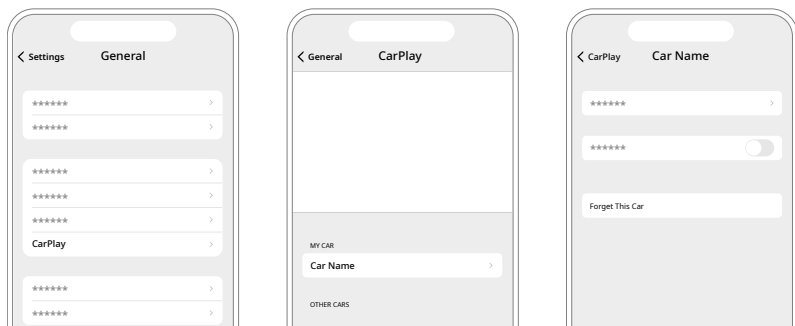 Settings General
******
******
******
******
******
CarPlay
******
******
General CarPlay
MY CAR
Car Name
OTHER CARS
CarPlay Car Name
******
******
Forget This Car